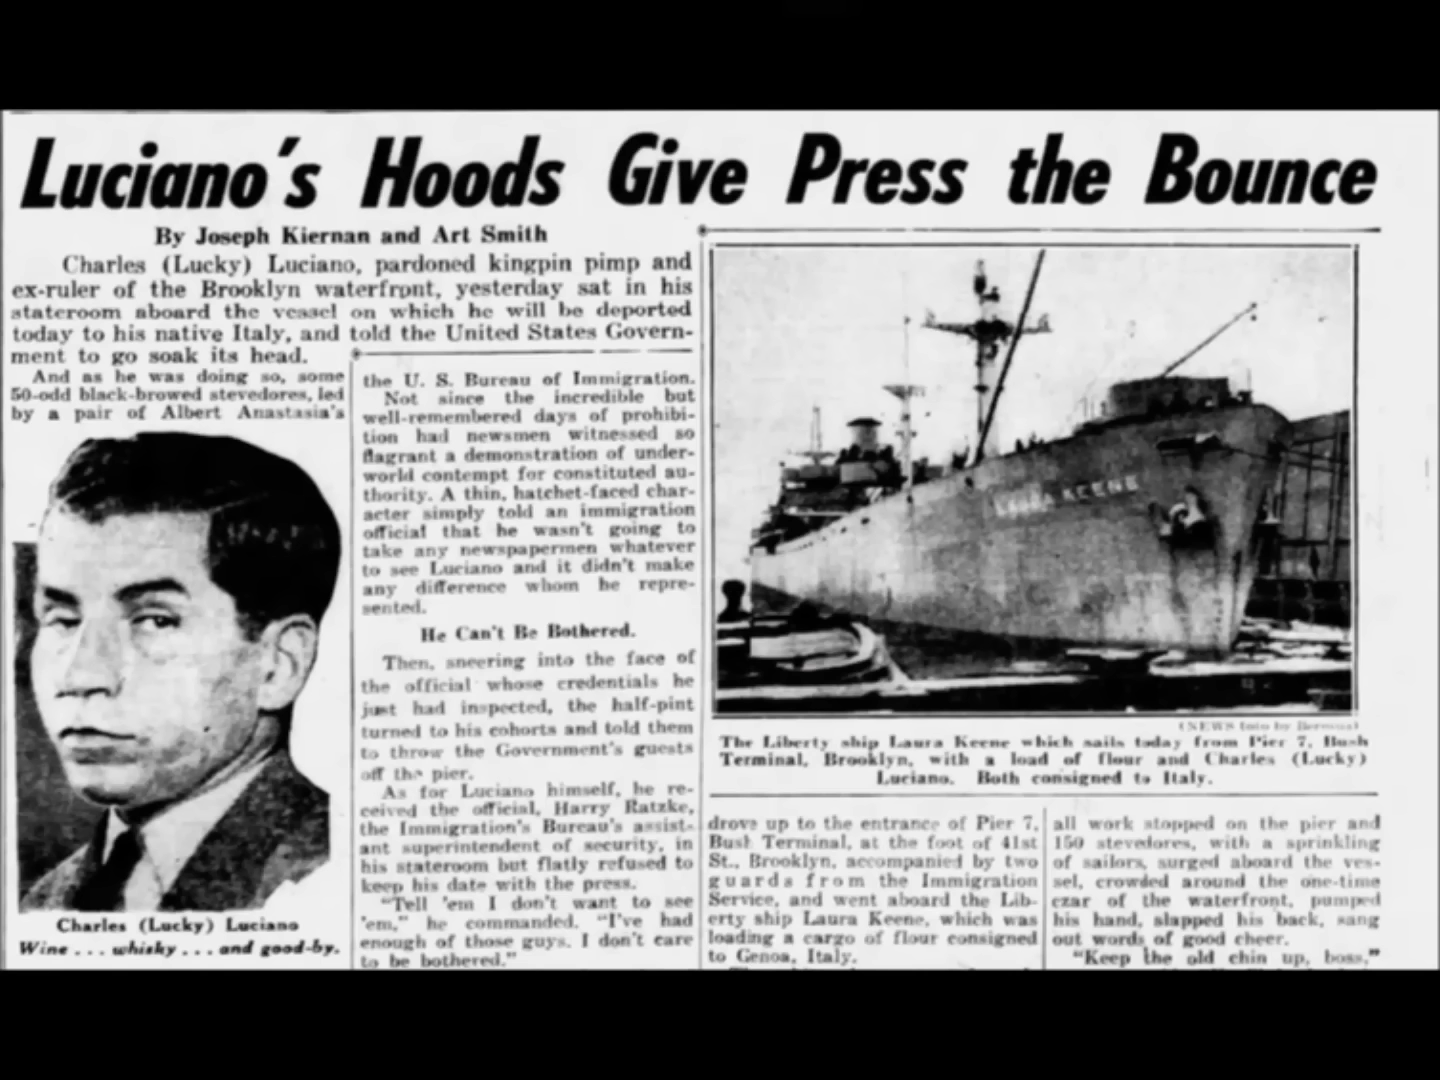 Luciano's Hoods Give Press the Bounce
By Joseph Kiernan and Art Smith
Charles (Lucky) Luciano, pardoned kingpin pimp and
ex-ruler of the Brooklyn waterfront, yesterday sat in his
stateroom aboard the vessel on which he will be deported
today to his native Italy, and told the United States Govern-
ment to go soak its head.
And as he was doing so, some
50-odd black-browed stevedores, led
by a pair of Albert Anastasia's
Charles (Lucky) Luciano
Wine . . . whisky . . . and good-by.
the U. S. Bureau of Immigration.
Not since the incredible but
well-remembered days of prohibi-
tion had newsmen witnessed so
flagrant a demonstration of under-
world contempt for constituted au-
thority. A thin, hatchet-faced char-
acter simply told an immigration
official that he wasn't going to
take any newspapermen whatever
to see Luciano and it didn't make
any difference whom he repre-
sented.
He Can't Be Bothered.
Then, sneering into the face of
the official whose credentials he
just had inspected, the half-pint
turned to his cohorts and told them
to throw the Government's guests
off the pier.
As for Luciano himself, he re-
ceived the official, Harry Ratzke,
the Immigration's Bureau's assist-
ant superintendent of security, in
his stateroom but flatly refused to
keep his date with the press.
"Tell 'em I don't want to see
'em," he commanded. "I've had
enough of those guys. I don't care
to be bothered."
LAURA KEENE
(NEWS foto by
The Liberty ship Laura Keene which sails today from Pier 7, Bush
Terminal, Brooklyn, with a load of flour and Charles (Lucky)
Luciano. Both consigned to Italy.
drove up to the entrance of Pier 7,
Bush Terminal, at the foot of 41st
St., Brooklyn, accompanied by two
guards from the Immigration
Service, and went aboard the Lib-
erty ship Laura Keene, which was
loading a cargo of flour consigned
to Genoa, Italy.
all work stopped on the pier and
150 stevedores, with a sprinkling
of sailors, surged aboard the ves-
sel, crowded around the one-time
czar of the waterfront, pumped
his hand, slapped his back, sang
out words of good cheer.
"Keep the old chin up, boss,"